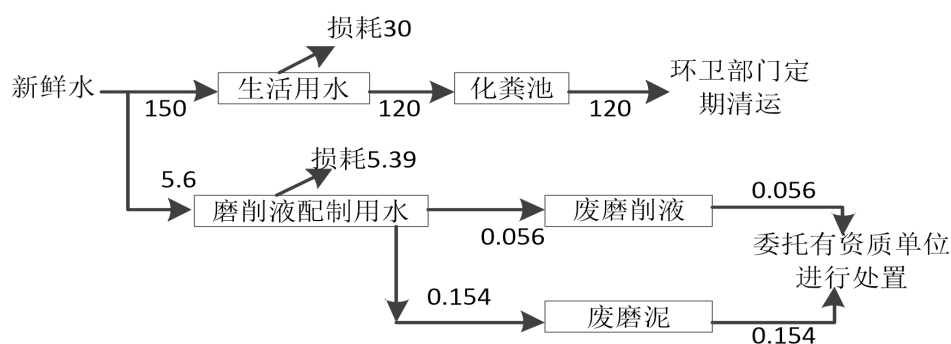 损耗30
新鲜水
生活用水
化粪池
环卫部门定
期清运
150
120
120
损耗5.39
5.6
磨削液配制用水
废磨削液
0.056
0.056
委托有资质单位
进行处置
0.154
废磨泥
0.154